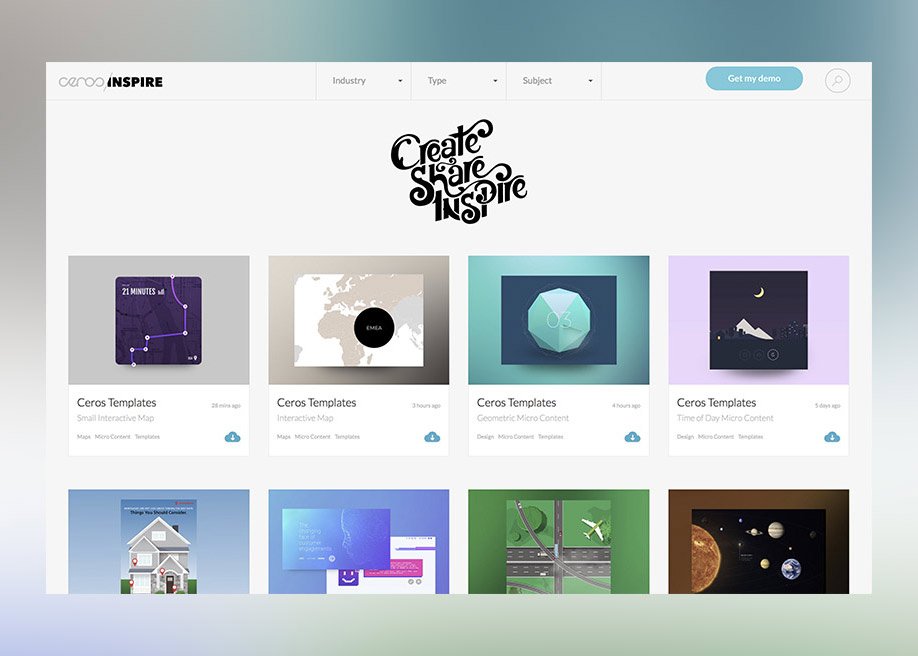 ceros/INSPIRE
Industry
Type
Subject
Get my demo
Create
Share
INSPIRE
21 MINUTES
EMEA
03
Ceros Templates
28 mins ago
Small Interactive Map
Maps Micro Content Templates
Ceros Templates
3 hours ago
Interactive Map
Maps Micro Content Templates
Ceros Templates
4 hours ago
Geometric Micro Content
Design Micro Content Templates
Ceros Templates
5 days ago
Time of Day Micro Content
Design Micro Content Templates
Things You Should Consider
The
changing
face of
customer
engagements